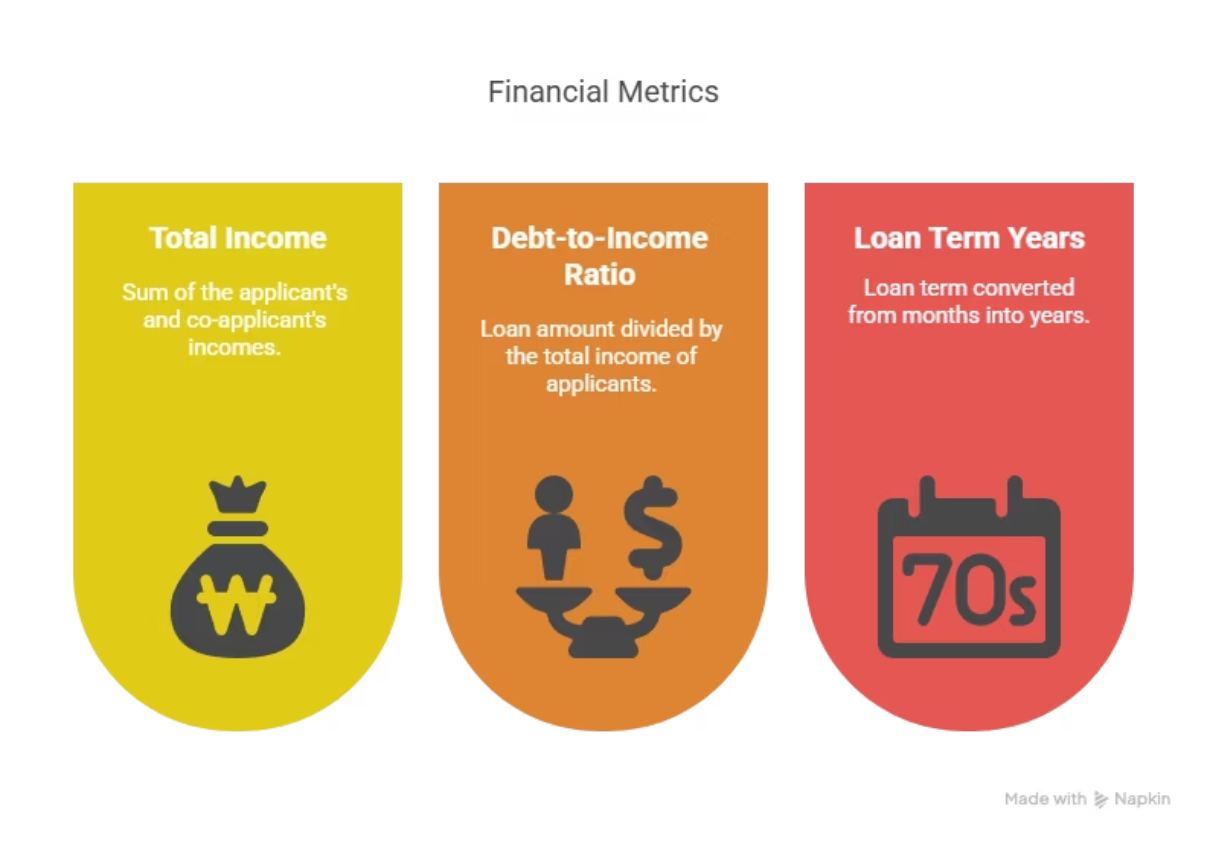 Financial Metrics
Total Income
Sum of the applicant's
and co-applicant's
incomes.
₩
Debt-to-Income
Ratio
Loan amount divided by
the total income of
applicants.
$
Loan Term Years
Loan term converted
from months into years.
70s
Made with Napkin